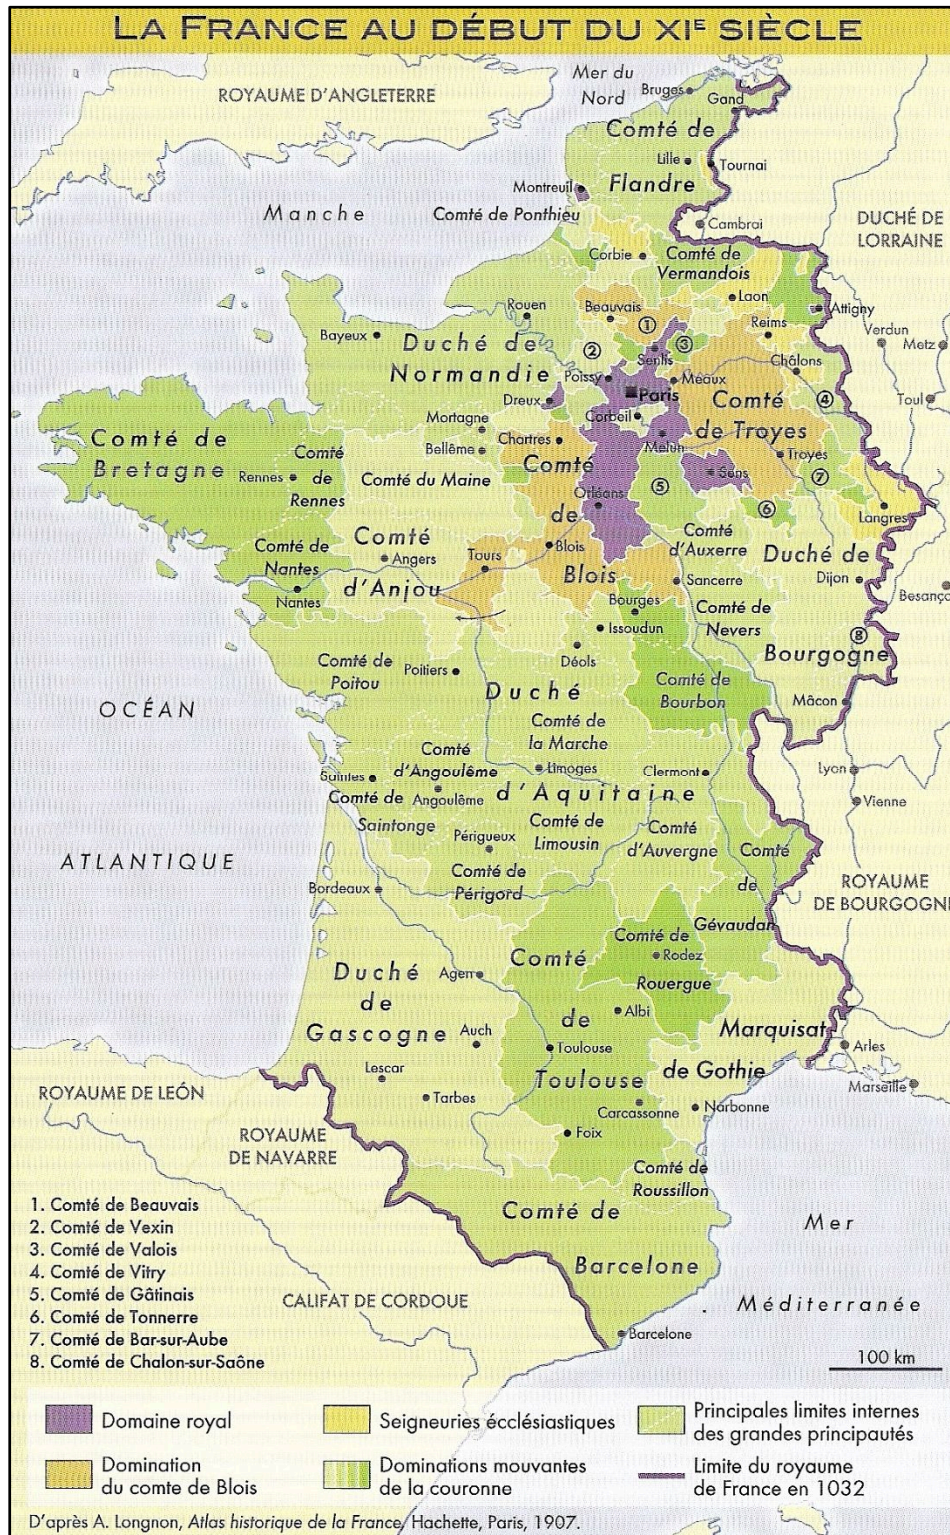 LA FRANCE AU DÉBUT DU XIE SIÈCLE
ROYAUME D'ANGLETERRE
Mer du
Nord
Bruges
Gand
Comté de
Flandre
Lille
Tournai
Montreuil
Manche
Comté de Ponthieu
Cambrai
DUCHÉ DE
LORRAINE
Corbie
Comté de
Vermandois
Laon
Attigny
Rouen
Beauvais
1
Reims
Verdun
Metz
Bayeux
Duché de
Normandie
2
3
Senlis
Châlons
Poissy
Meaux
Paris
4
Toul
Dreux
Corbeil
Comté
de Troyes
Mortagne
Bellême
Chartres
Melun
Troyes
Comté de
Bretagne
Rennes
Comté
de
Rennes
Comté du Maine
Comté
de
Blois
Orléans
5
Sens
7
6
Langres
Comté
d'Auxerre
Comté de
Nantes
Nantes
Comté
d'Anjou
Angers
Tours
Blois
Duché de
Bourgogne
Dijon
Besanço
Sancerre
Bourges
Issoudun
Comté de
Nevers
8
Déols
Comté de
Poitou
Poitiers
Duché
d'Aquitaine
Comté de
Bourbon
Mâcon
OCÉAN
ATLANTIQUE
Comté de
la Marche
Comté
d'Angoulême
Limoges
Clermont
Lyon
Saintes
Comté de
Saintonge
Angoulême
Vienne
Périgueux
Comté de
Limousin
Comté
d'Auvergne
Comté de
Périgord
Comté
de
Gévaudan
ROYAUME
DE BOURGOGNE
Bordeaux
Comté
de
Toulouse
Comté de
Rodez
Rouergue
Duché
de
Gascogne
Agen
Albi
Marquisat
de Gothie
Auch
Toulouse
Arles
Lescar
Marseille
ROYAUME DE LEÓN
Tarbes
Carcassonne
Narbonne
ROYAUME
DE NAVARRE
Foix
Comté de
Roussillon
Comté de
Barcelone
Mer
Méditerranée
CALIFAT DE CORDOUE
Barcelone
100 km
1. Comté de Beauvais
2. Comté de Vexin
3. Comté de Valois
4. Comté de Vitry
5. Comté de Gâtinais
6. Comté de Tonnerre
7. Comté de Bar-sur-Aube
8. Comté de Chalon-sur-Saône
Domaine royal
Domination
du comte de Blois
Seigneuries écclésiastiques
Dominations mouvantes
de la couronne
Principales limites internes
des grandes principautés
Limite du royaume
de France en 1032
D'après A. Longnon, Atlas historique de la France, Hachette, Paris, 1907.